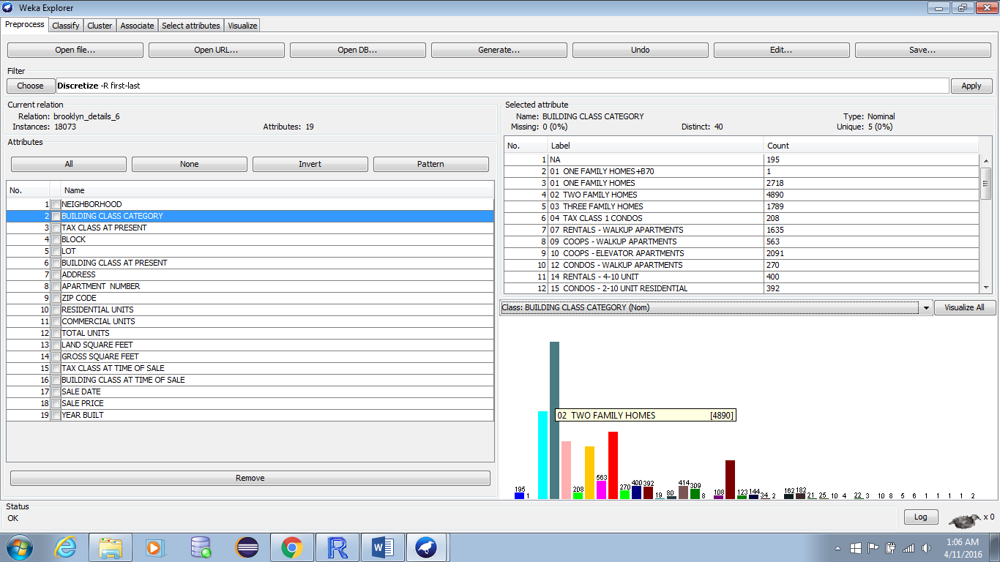 Weka Explorer
Preprocess Classify Cluster Associate Select attributes Visualize
Open file... Open URL... Open DB... Generate... Undo Edit... Save...
Filter
Choose Discretize -R first-last Apply
Current relation
Relation: brooklyn_details_6
Instances: 18073 Attributes: 19
Attributes
All None Invert Pattern
No. Name
1 NEIGHBORHOOD
2 BUILDING CLASS CATEGORY
3 TAX CLASS AT PRESENT
4 BLOCK
5 LOT
6 BUILDING CLASS AT PRESENT
7 ADDRESS
8 APARTMENT NUMBER
9 ZIP CODE
10 RESIDENTIAL UNITS
11 COMMERCIAL UNITS
12 TOTAL UNITS
13 LAND SQUARE FEET
14 GROSS SQUARE FEET
15 TAX CLASS AT TIME OF SALE
16 BUILDING CLASS AT TIME OF SALE
17 SALE DATE
18 SALE PRICE
19 YEAR BUILT
Remove
Selected attribute
Name: BUILDING CLASS CATEGORY Type: Nominal
Missing: 0 (0%) Distinct: 40 Unique: 5 (0%)
No. Label Count
1 NA 195
2 01 ONE FAMILY HOMES+B70 1
3 01 ONE FAMILY HOMES 2718
4 02 TWO FAMILY HOMES 4890
5 03 THREE FAMILY HOMES 1789
6 04 TAX CLASS 1 CONDOS 208
7 07 RENTALS - WALKUP APARTMENTS 1635
8 09 COOPS - WALKUP APARTMENTS 563
9 10 COOPS - ELEVATOR APARTMENTS 2091
10 12 CONDOS - WALKUP APARTMENTS 270
11 14 RENTALS - 4-10 UNIT 400
12 15 CONDOS - 2-10 UNIT RESIDENTIAL 392
Class: BUILDING CLASS CATEGORY (Nom) Visualize All
02 TWO FAMILY HOMES [4890]
195 1 208 563 270 400 392 19 80 414 309 8 108 123 144 34 2 162 182 21 25 10 4 22 3 10 8 5 6 1 1 1 1 2
Status
OK
Log x 0
1:06 AM
4/11/2016